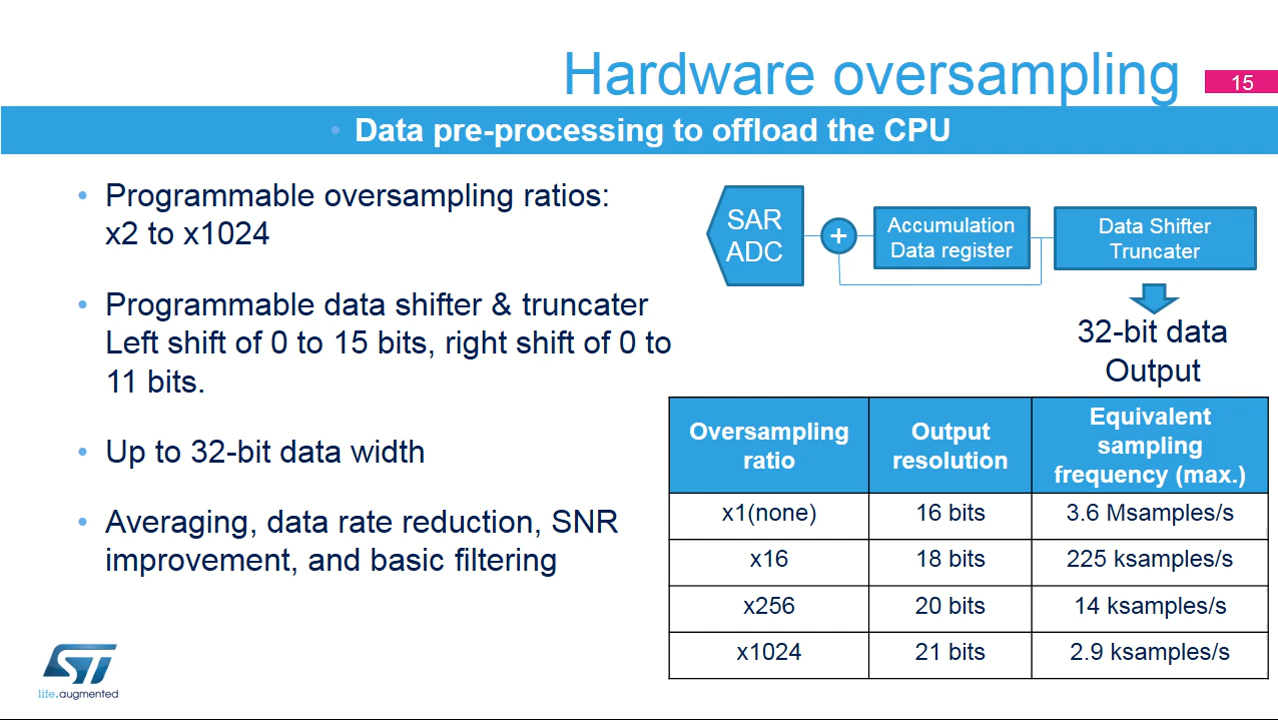 Hardware oversampling
15
• Data pre-processing to offload the CPU
• Programmable oversampling ratios:
x2 to x1024
• Programmable data shifter & truncater
Left shift of 0 to 15 bits, right shift of 0 to
11 bits.
• Up to 32-bit data width
• Averaging, data rate reduction, SNR
improvement, and basic filtering
SAR
ADC
+
Accumulation
Data register
Data Shifter
Truncater
32-bit data
Output
Oversampling
ratio
Output
resolution
Equivalent
sampling
frequency (max.)
x1(none)
16 bits
3.6 Msamples/s
x16
18 bits
225 ksamples/s
x256
20 bits
14 ksamples/s
x1024
21 bits
2.9 ksamples/s
ST
life.augmented